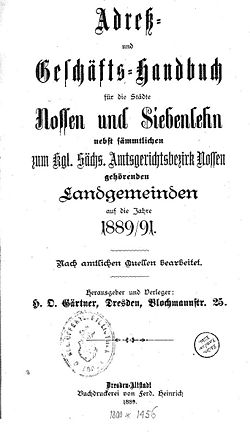 Adreß-
und
Geſchäfts-Handbuch
für die Städte
Noſſen und Siebenlehn
nebſt ſämmtlichen
zum Kgl. Sächſ. Amtsgerichtsbezirk Noſſen
gehörenden
Landgemeinden
auf die Jahre
1889/91.
Nach amtlichen Quellen bearbeitet.
Herausgeber und Verleger:
H. O. Gärtner, Dresden, Blochmannſtr. 25.
Dresden-Altſtadt
Buchdruckerei von Ferd. Heinrich
1889.